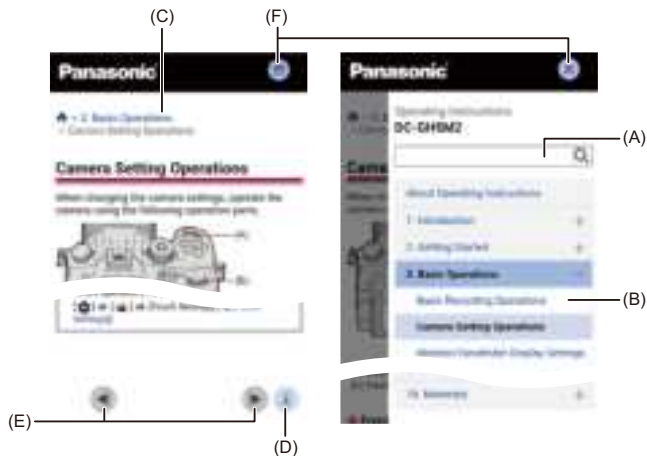 (C)
(F)
Panasonic
> 2. Basic Operations
> Camera Setting Operations
Camera Setting Operations
When changing the camera settings, operate the
camera using the following operation parts.
(A)
(B)
(E)
(D)
Panasonic
Operating Instructions
DC-GH5M2
(A)
About Operating Instructions
1. Introduction +
2. Getting Started +
3. Basic Operations −
Basic Recording Operations
(B)
Camera Setting Operations
Monitor/Viewfinder Display Settings